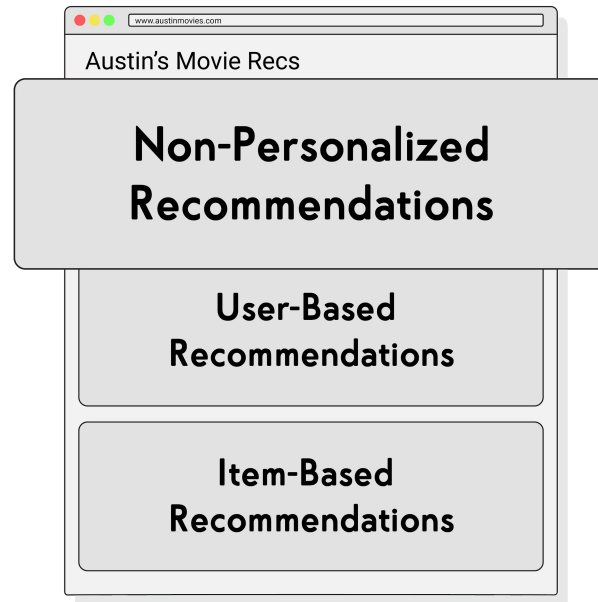 www.austinmovies.com
Austin's Movie Recs
Non-Personalized
Recommendations
User-Based
Recommendations
Item-Based
Recommendations